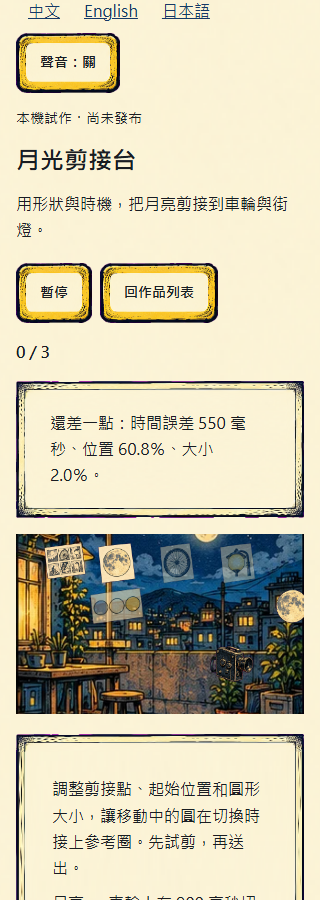 中文 English 日本語
聲音：關
本機試作・尚未發布
月光剪接台
用形狀與時機，把月亮剪接到車輪與街
燈。
暫停 回作品列表
0 / 3
還差一點：時間誤差 550 毫
秒、位置 60.8%、大小
2.0%。
調整剪接點、起始位置和圓形
大小，讓移動中的圓在切換時
接上參考圈。先試剪，再送
出。